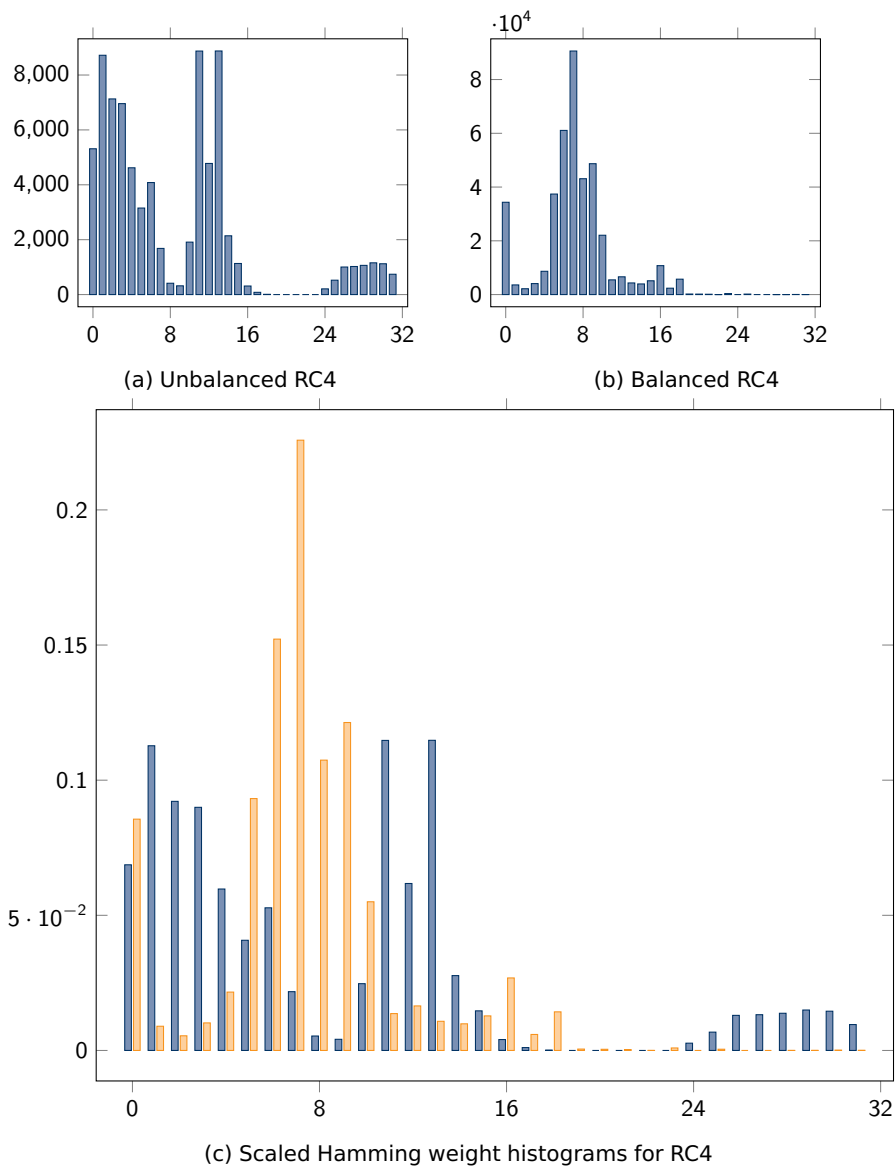 8,000
6,000
4,000
2,000
0
0 8 16 24 32
(a) Unbalanced RC4
·10⁴
8
6
4
2
0
0 8 16 24 32
(b) Balanced RC4
0.2
0.15
0.1
5 · 10⁻²
0
0 8 16 24 32
(c) Scaled Hamming weight histograms for RC4